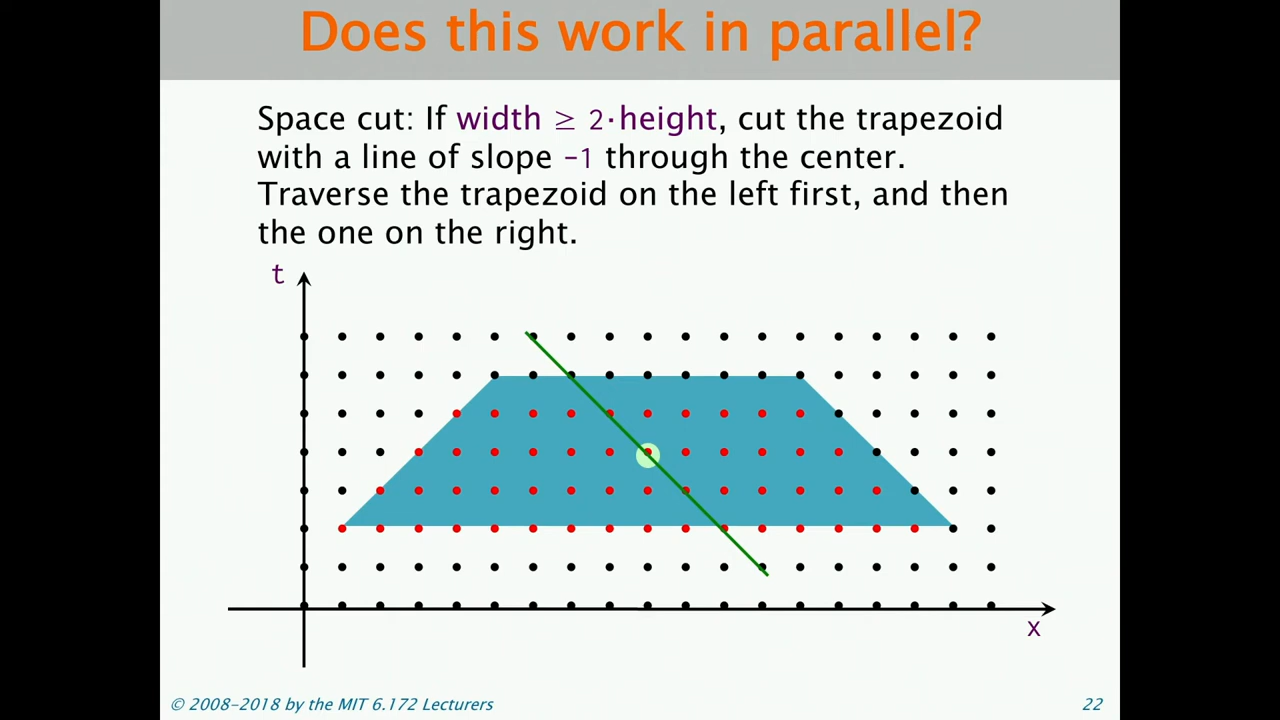 Does this work in parallel?
Space cut: If width ≥ 2·height, cut the trapezoid
with a line of slope -1 through the center.
Traverse the trapezoid on the left first, and then
the one on the right.
t
x
© 2008-2018 by the MIT 6.172 Lecturers
22